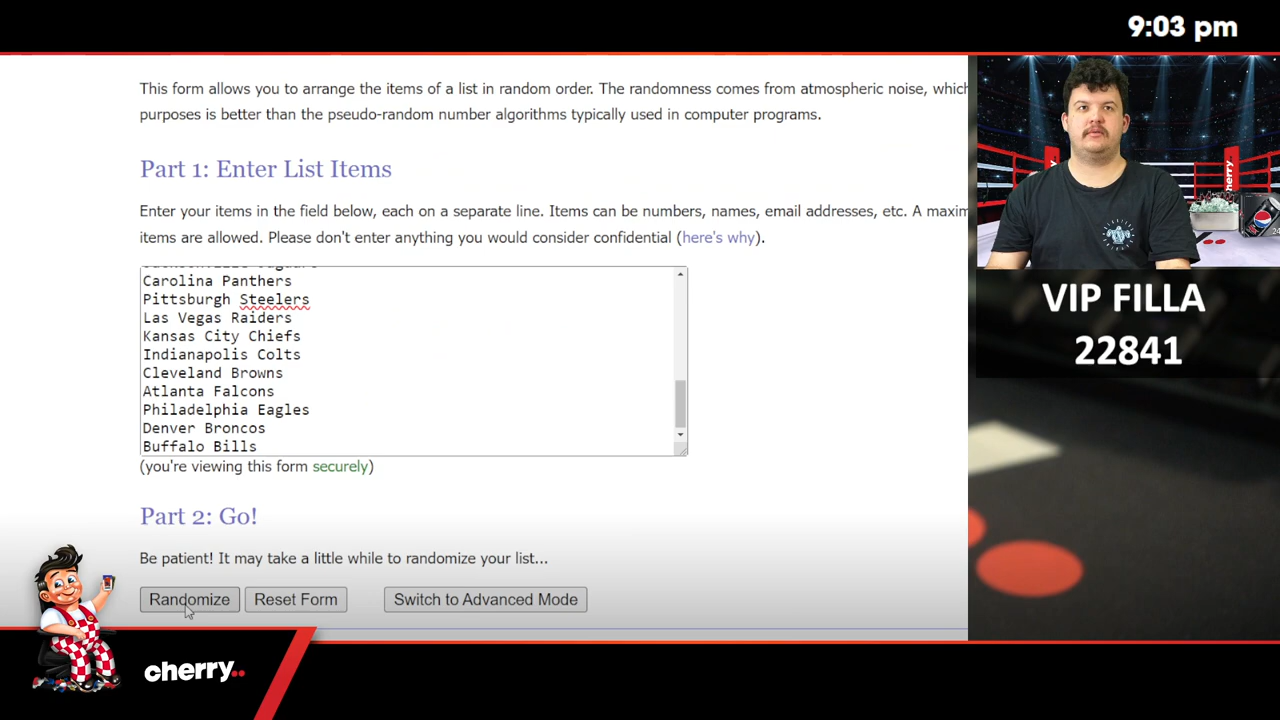 9:03 pm
This form allows you to arrange the items of a list in random order. The randomness comes from atmospheric noise, which
purposes is better than the pseudo-random number algorithms typically used in computer programs.
Part 1: Enter List Items
Enter your items in the field below, each on a separate line. Items can be numbers, names, email addresses, etc. A maxim
items are allowed. Please don't enter anything you would consider confidential (here's why).
Carolina Panthers
Pittsburgh Steelers
Las Vegas Raiders
Kansas City Chiefs
Indianapolis Colts
Cleveland Browns
Atlanta Falcons
Philadelphia Eagles
Denver Broncos
Buffalo Bills
(you're viewing this form securely)
Part 2: Go!
Be patient! It may take a little while to randomize your list...
Randomize
Reset Form
Switch to Advanced Mode
cherry..
VIP FILLA
22841